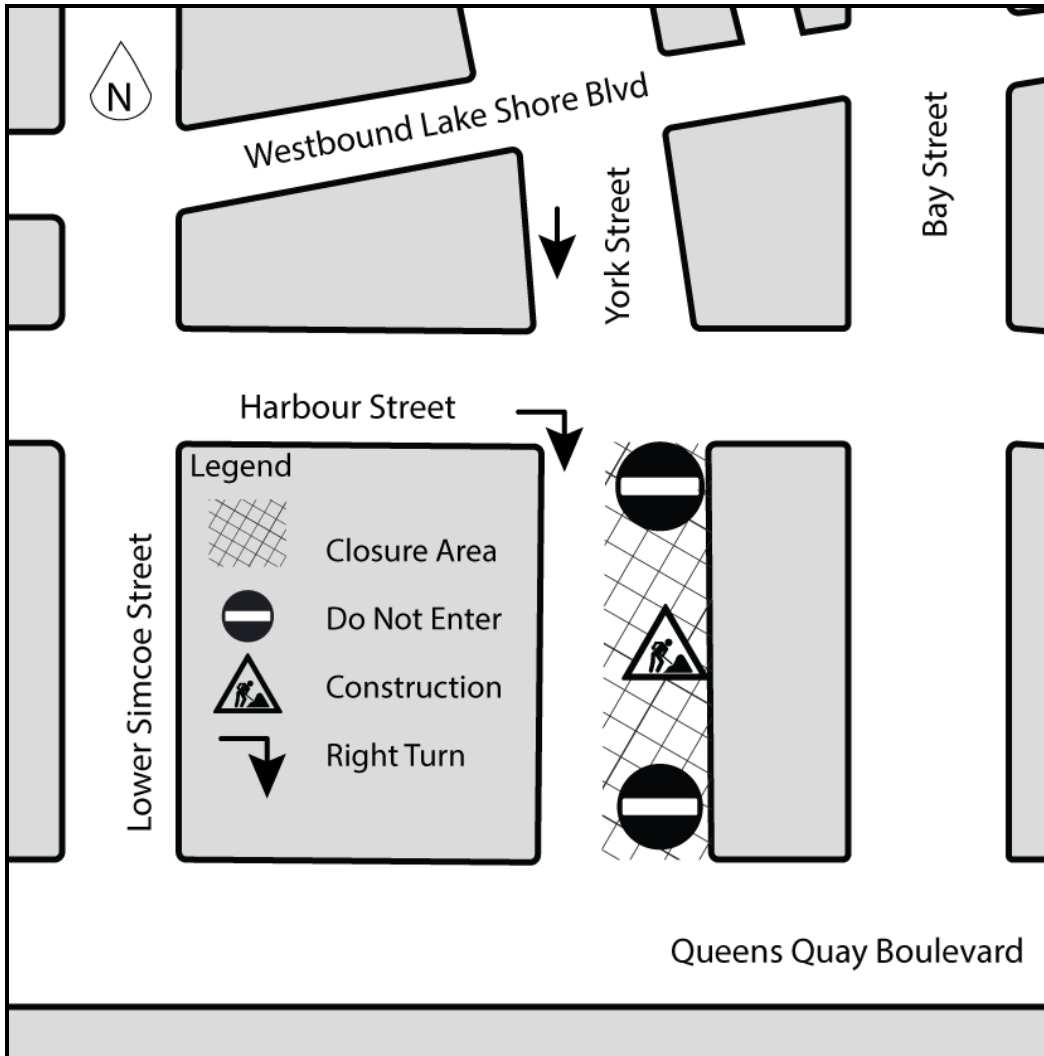 N
Westbound Lake Shore Blvd
Bay Street
York Street
Harbour Street
Legend
Closure Area
Do Not Enter
Construction
Right Turn
Lower Simcoe Street
Queens Quay Boulevard